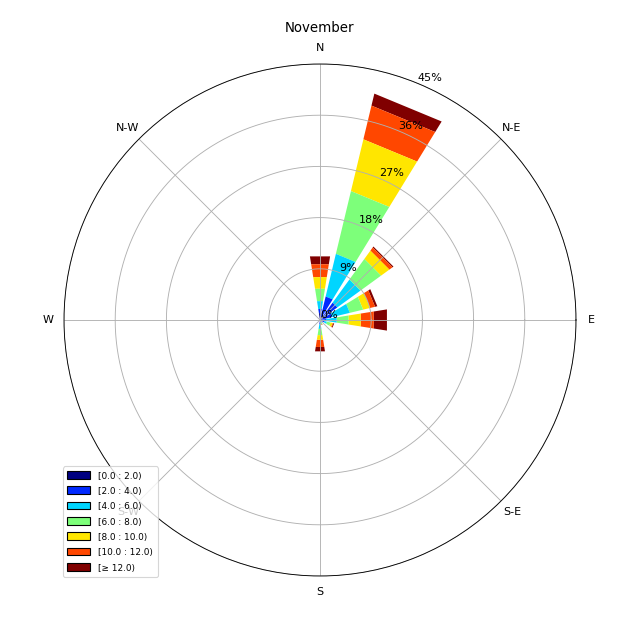 November
N
45%
N-W
36%
N-E
27%
18%
9%
0%
W
E
[0.0 : 2.0)
[2.0 : 4.0)
[4.0 : 6.0)
S-W
[6.0 : 8.0)
[8.0 : 10.0)
[10.0 : 12.0)
[≥ 12.0)
S-E
S